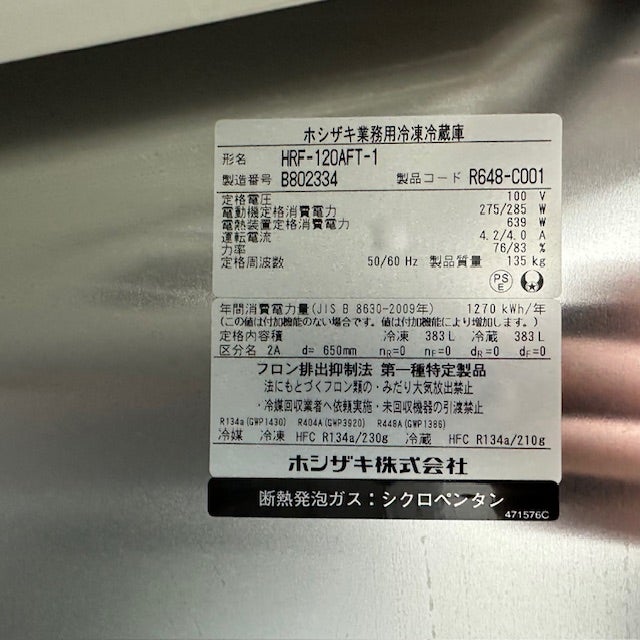 ホシザキ業務用冷凍冷蔵庫
形名 HRF-120AFT-1
製造番号 B802334 製品コード R648-C001
定格電圧 100 V
電動機定格消費電力 275/285 W
電熱装置定格消費電力 639 W
運転電流 4.2/4.0 A
力率 76/83 %
定格周波数 50/60 Hz 製品質量 135 kg
PS E
年間消費電力量(JIS B 8630-2009年) 1270 kWh/年
(この値は付加機能のない場合です。値は付加機能により増加します。)
定格内容積 冷凍 383 L 冷蔵 383 L
区分名 2A d= 650mm nR=0 nF=0 dR=0 dF=0
フロン排出抑制法 第一種特定製品
・法にもとづくフロン類の・みだり大気放出禁止
・冷媒回収業者へ依頼実施・未回収機器の引渡禁止
R134a(GWP1430) R404A(GWP3920) R448A(GWP1386)
冷媒 冷凍 HFC R134a/230g 冷蔵 HFC R134a/210g
ホシザキ株式会社
断熱発泡ガス：シクロペンタン
471576C